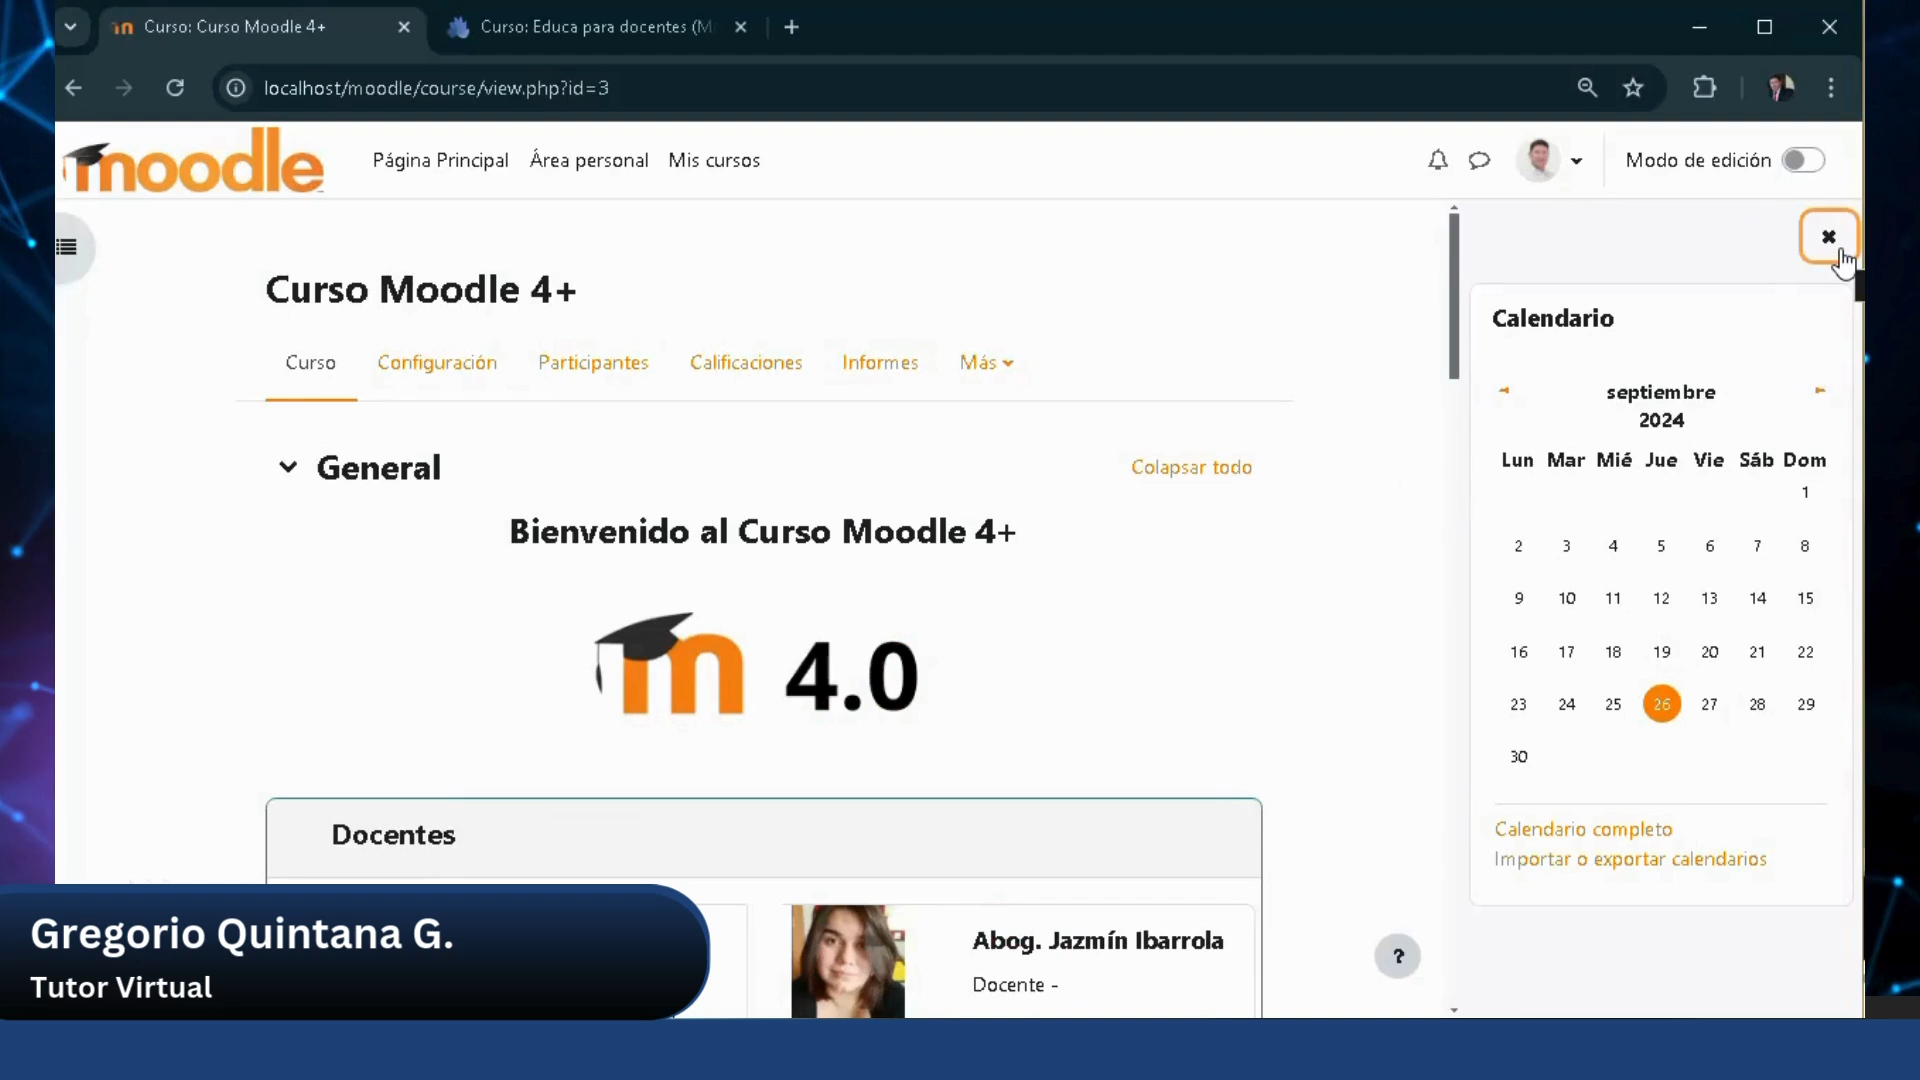 Curso: Curso Moodle 4+
Curso: Educa para docentes (M
localhost/moodle/course/view.php?id=3
moodle
Página Principal
Área personal
Mis cursos
Modo de edición
Curso Moodle 4+
Curso
Configuración
Participantes
Calificaciones
Informes
Más
General
Colapsar todo
Bienvenido al Curso Moodle 4+
m 4.0
Docentes
Abog. Jazmín Ibarrola
Docente -
Calendario
septiembre
2024
Lun Mar Mié Jue Vie Sáb Dom
1
2 3 4 5 6 7 8
9 10 11 12 13 14 15
16 17 18 19 20 21 22
23 24 25 26 27 28 29
30
Calendario completo
Importar o exportar calendarios
?
Gregorio Quintana G.
Tutor Virtual